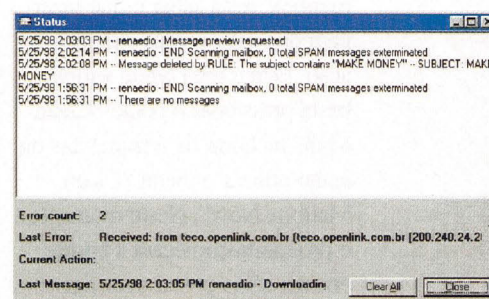 Status
5/25/98 2:03:03 PM -- renaedio - Message preview requested
5/25/98 2:02:14 PM -- renaedio - END Scanning mailbox, 0 total SPAM messages exterminated
5/25/98 2:02:08 PM -- Message deleted by RULE: The subject contains "MAKE MONEY" -- SUBJECT: MAKE
MONEY
5/25/98 1:56:31 PM -- renaedio - END Scanning mailbox, 0 total SPAM messages exterminated
5/25/98 1:56:31 PM -- There are no messages
Error count: 2
Last Error: Received: from teco.openlink.com.br (teco.openlink.com.br [200.240.24.2
Current Action:
Last Message: 5/25/98 2:03:05 PM renaedio - Downloading
Clear All
Close